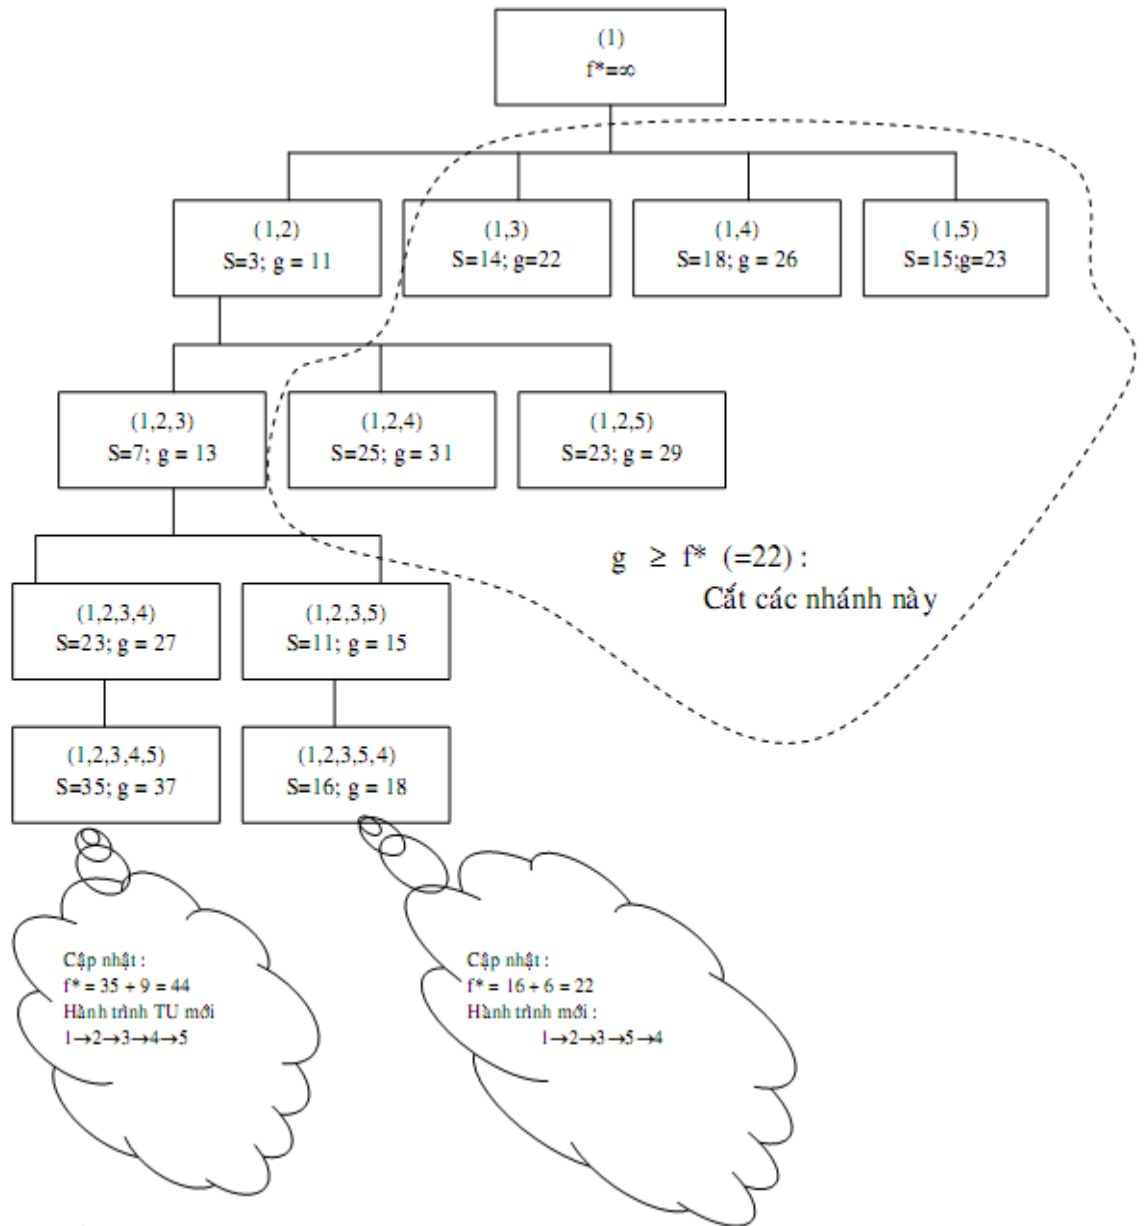 (1)
f*=∞
(1,2)
S=3; g = 11
(1,3)
S=14; g=22
(1,4)
S=18; g = 26
(1,5)
S=15;g=23
(1,2,3)
S=7; g = 13
(1,2,4)
S=25; g = 31
(1,2,5)
S=23; g = 29
g ≥ f* (=22) :
Cắt các nhánh này
(1,2,3,4)
S=23; g = 27
(1,2,3,5)
S=11; g = 15
(1,2,3,4,5)
S=35; g = 37
(1,2,3,5,4)
S=16; g = 18
Cập nhật :
f* = 35 + 9 = 44
Hành trình TU mới
1→2→3→4→5
Cập nhật :
f* = 16 + 6 = 22
Hành trình mới :
1→2→3→5→4